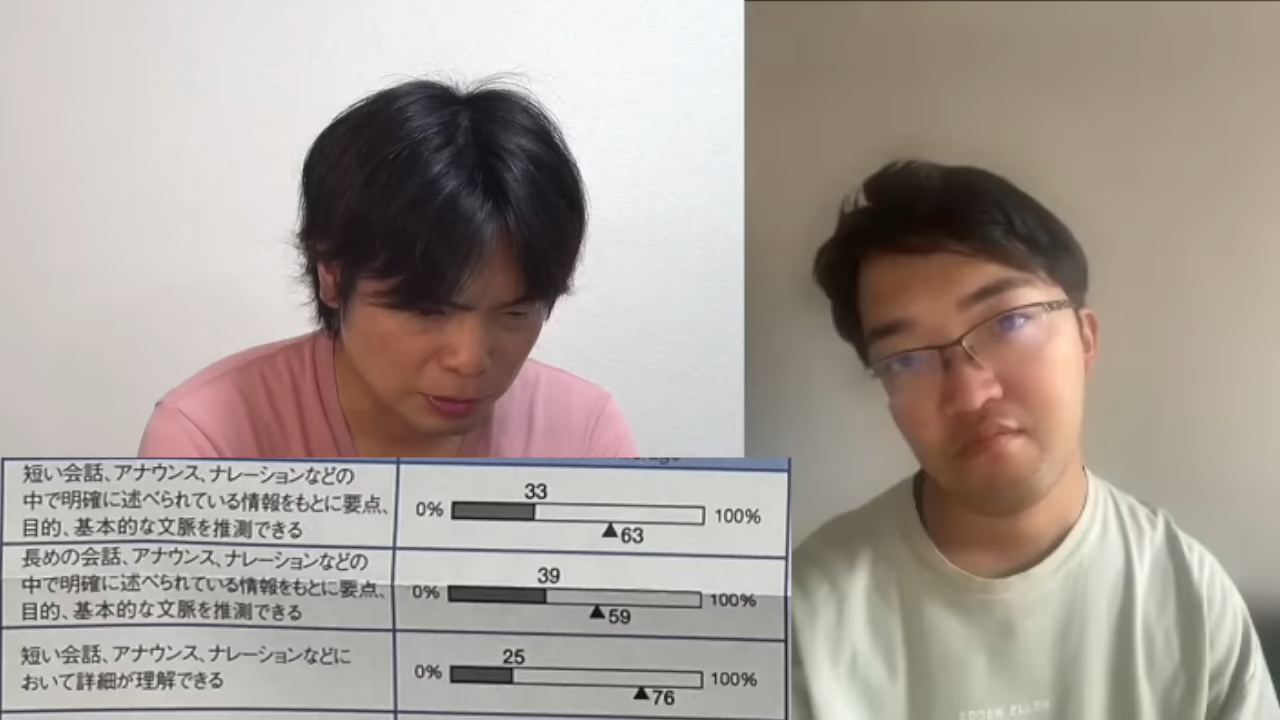 短い会話、アナウンス、ナレーションなどの
中で明確に述べられている情報をもとに要点、
目的、基本的な文脈を推測できる
0% 33 100%
▲63
長めの会話、アナウンス、ナレーションなどの
中で明確に述べられている情報をもとに要点、
目的、基本的な文脈を推測できる
0% 39 100%
▲59
短い会話、アナウンス、ナレーションなどに
おいて詳細が理解できる
0% 25 100%
▲76